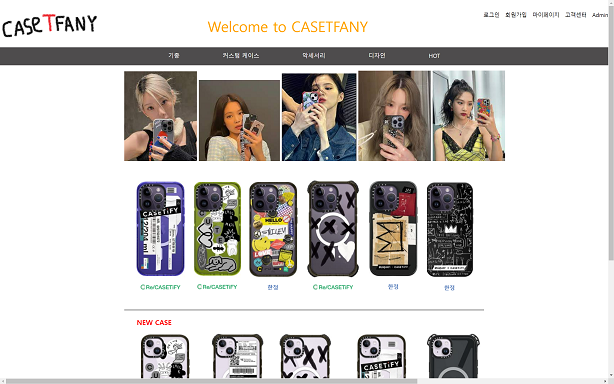 CASETFANY
Welcome to CASETFANY
로그인 회원가입 마이페이지 고객센터 Admin
기종 커스텀 케이스 악세서리 디자인 HOT
CASETiFY
HELLO
Re/CASETiFY Re/CASETiFY 한정 Re/CASETiFY 한정 한정
NEW CASE